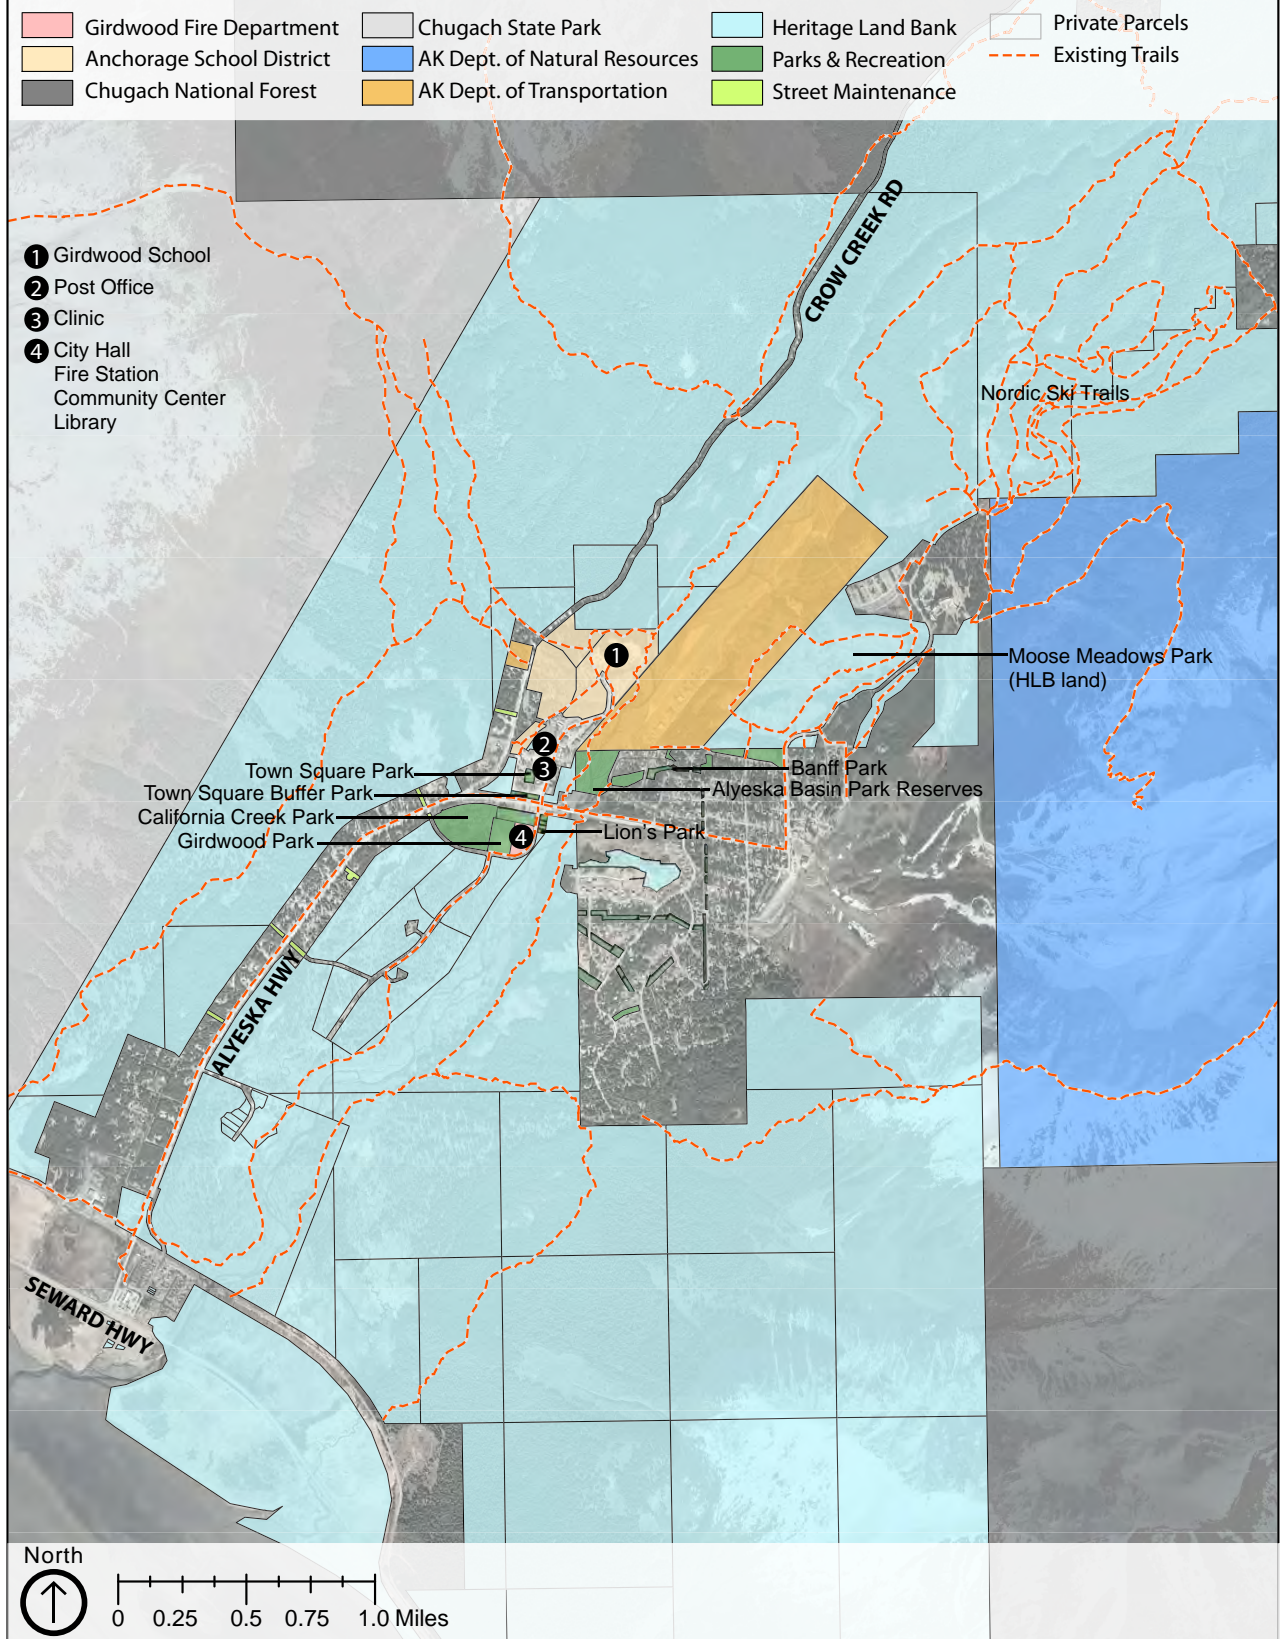 Girdwood Fire Department
Anchorage School District
Chugach National Forest
Chugach State Park
AK Dept. of Natural Resources
AK Dept. of Transportation
Heritage Land Bank
Parks & Recreation
Street Maintenance
Private Parcels
Existing Trails
CROW CREEK RD
1 Girdwood School
2 Post Office
3 Clinic
4 City Hall
Fire Station
Community Center
Library
Nordic Ski Trails
1
Moose Meadows Park
(HLB land)
2
3
Town Square Park
Town Square Buffer Park
California Creek Park
Girdwood Park
4
Banff Park
Alyeska Basin Park Reserves
Lion's Park
ALYESKA HWY
SEWARD HWY
North
0 0.25 0.5 0.75 1.0 Miles